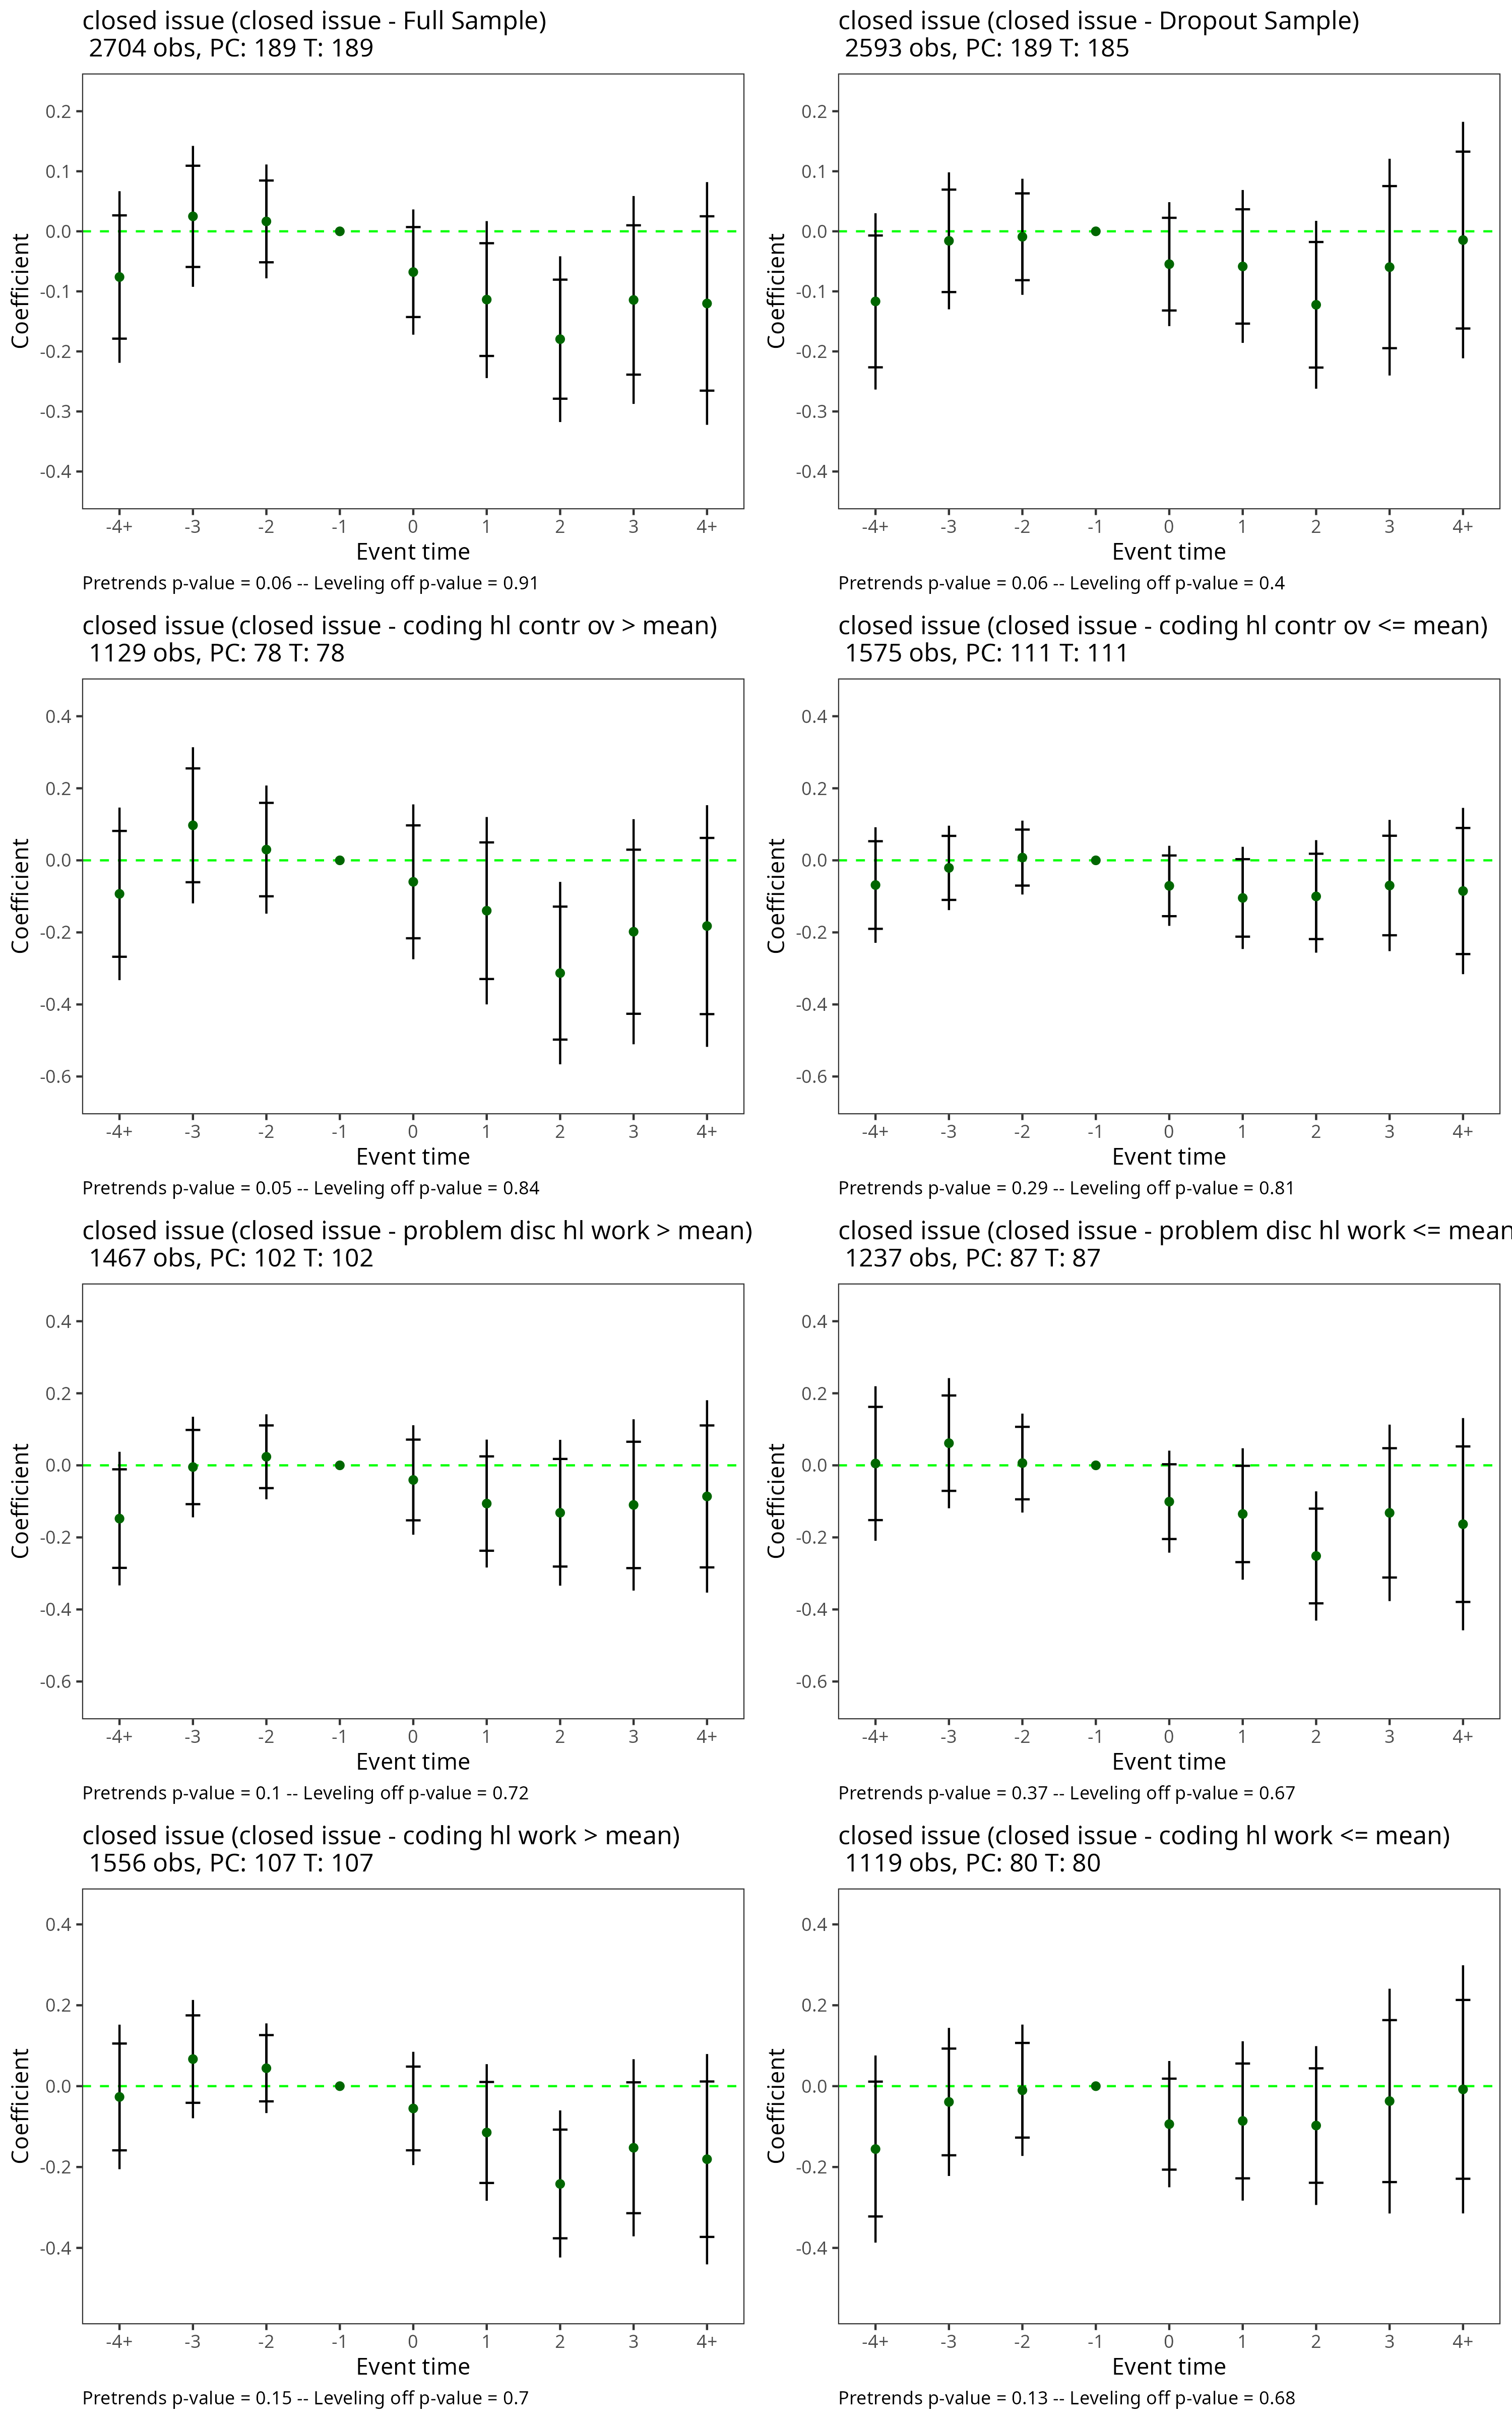 closed issue (closed issue - Full Sample)
2704 obs, PC: 189 T: 189
0.2
0.1
0.0
-0.1
-0.2
-0.3
-0.4
Coefficient
-4+ -3 -2 -1 0 1 2 3 4+
Event time
Pretrends p-value = 0.06 -- Leveling off p-value = 0.91
closed issue (closed issue - Dropout Sample)
2593 obs, PC: 189 T: 185
0.2
0.1
0.0
-0.1
-0.2
-0.3
-0.4
Coefficient
-4+ -3 -2 -1 0 1 2 3 4+
Event time
Pretrends p-value = 0.06 -- Leveling off p-value = 0.4
closed issue (closed issue - coding hl contr ov > mean)
1129 obs, PC: 78 T: 78
0.4
0.2
0.0
-0.2
-0.4
-0.6
Coefficient
-4+ -3 -2 -1 0 1 2 3 4+
Event time
Pretrends p-value = 0.05 -- Leveling off p-value = 0.84
closed issue (closed issue - coding hl contr ov <= mean)
1575 obs, PC: 111 T: 111
0.4
0.2
0.0
-0.2
-0.4
-0.6
Coefficient
-4+ -3 -2 -1 0 1 2 3 4+
Event time
Pretrends p-value = 0.29 -- Leveling off p-value = 0.81
closed issue (closed issue - problem disc hl work > mean)
1467 obs, PC: 102 T: 102
0.4
0.2
0.0
-0.2
-0.4
-0.6
Coefficient
-4+ -3 -2 -1 0 1 2 3 4+
Event time
Pretrends p-value = 0.1 -- Leveling off p-value = 0.72
closed issue (closed issue - problem disc hl work <= mean
1237 obs, PC: 87 T: 87
0.4
0.2
0.0
-0.2
-0.4
-0.6
Coefficient
-4+ -3 -2 -1 0 1 2 3 4+
Event time
Pretrends p-value = 0.37 -- Leveling off p-value = 0.67
closed issue (closed issue - coding hl work > mean)
1556 obs, PC: 107 T: 107
0.4
0.2
0.0
-0.2
-0.4
Coefficient
-4+ -3 -2 -1 0 1 2 3 4+
Event time
Pretrends p-value = 0.15 -- Leveling off p-value = 0.7
closed issue (closed issue - coding hl work <= mean)
1119 obs, PC: 80 T: 80
0.4
0.2
0.0
-0.2
-0.4
Coefficient
-4+ -3 -2 -1 0 1 2 3 4+
Event time
Pretrends p-value = 0.13 -- Leveling off p-value = 0.68